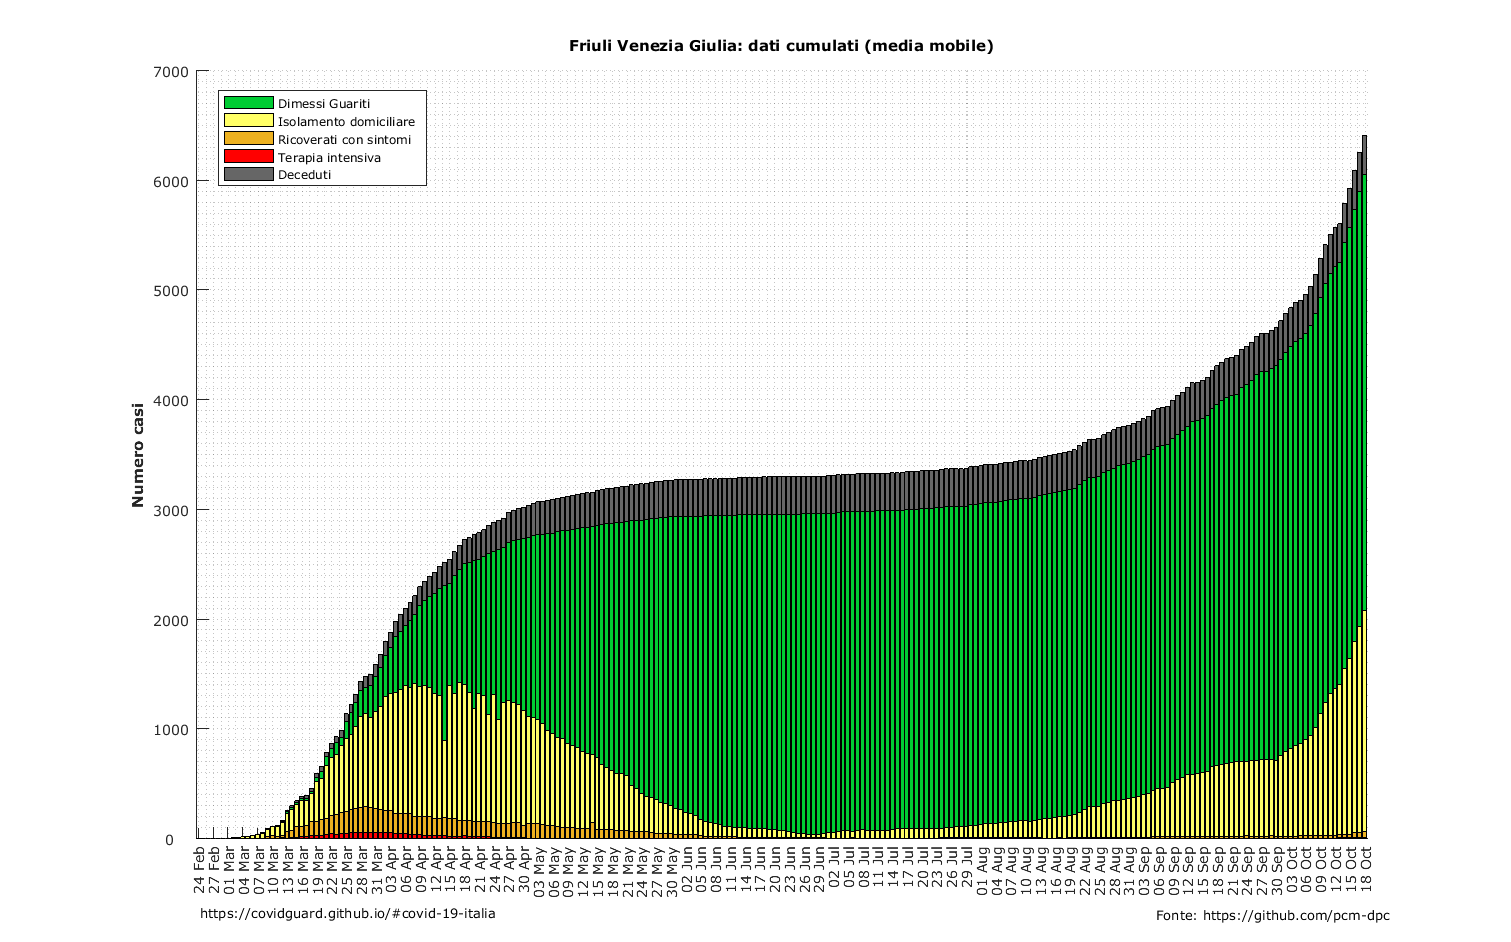 Friuli Venezia Giulia: dati cumulati (media mobile)
7000
6000
5000
4000
3000
2000
1000
0
Numero casi
Dimessi Guariti
Isolamento domiciliare
Ricoverati con sintomi
Terapia intensiva
Deceduti
24 Feb
27 Feb
01 Mar
04 Mar
07 Mar
10 Mar
13 Mar
16 Mar
19 Mar
22 Mar
25 Mar
28 Mar
31 Mar
03 Apr
06 Apr
09 Apr
12 Apr
15 Apr
18 Apr
21 Apr
24 Apr
27 Apr
30 Apr
03 May
06 May
09 May
12 May
15 May
18 May
21 May
24 May
27 May
30 May
02 Jun
05 Jun
08 Jun
11 Jun
14 Jun
17 Jun
20 Jun
23 Jun
26 Jun
29 Jun
02 Jul
05 Jul
08 Jul
11 Jul
14 Jul
17 Jul
20 Jul
23 Jul
26 Jul
29 Jul
01 Aug
04 Aug
07 Aug
10 Aug
13 Aug
16 Aug
19 Aug
22 Aug
25 Aug
28 Aug
31 Aug
03 Sep
06 Sep
09 Sep
12 Sep
15 Sep
18 Sep
21 Sep
24 Sep
27 Sep
30 Sep
03 Oct
06 Oct
09 Oct
12 Oct
15 Oct
18 Oct
https://covidguard.github.io/#covid-19-italia
Fonte: https://github.com/pcm-dpc